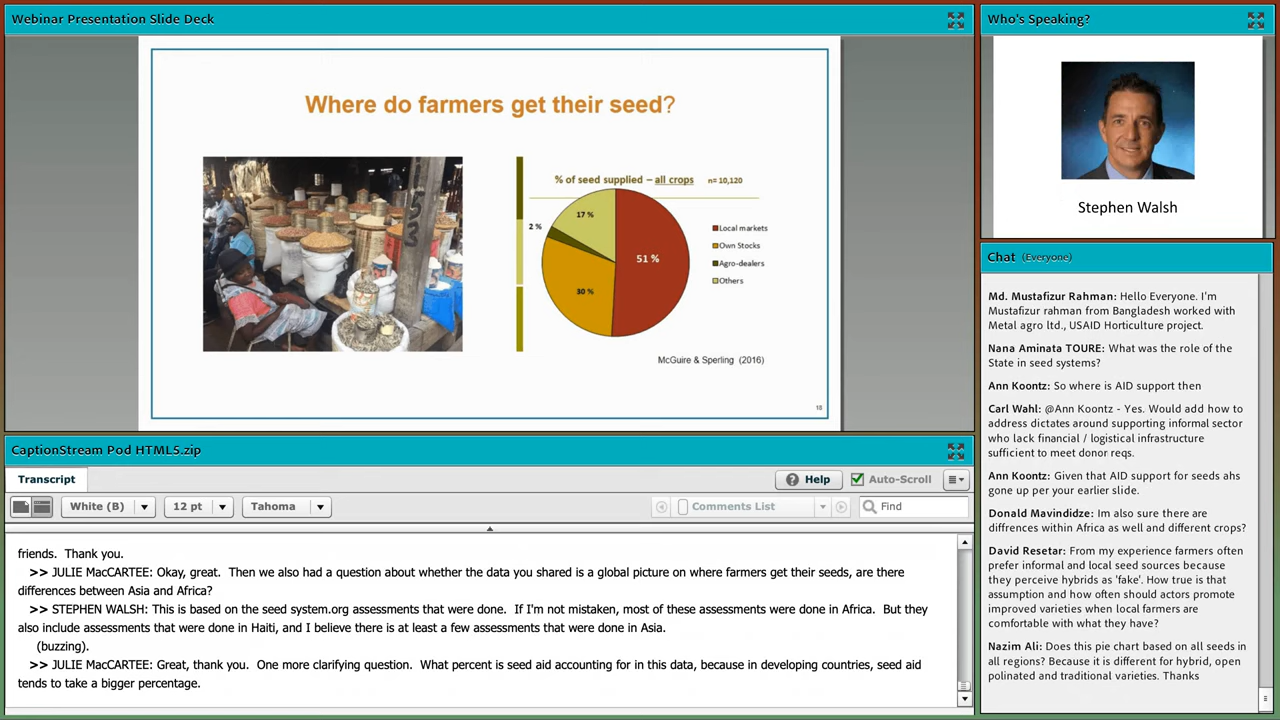 Webinar Presentation Slide Deck
Where do farmers get their seed?
% of seed supplied – all crops n= 10,120
17 %
2 %
51 %
30 %
Local markets
Own Stocks
Agro-dealers
Others
McGuire & Sperling (2016)
18
Who's Speaking?
Stephen Walsh
Chat (Everyone)
Md. Mustafizur Rahman: Hello Everyone. I'm
Mustafizur rahman from Bangladesh worked with
Metal agro ltd., USAID Horticulture project.
Nana Aminata TOURE: What was the role of the
State in seed systems?
Ann Koontz: So where is AID support then
Carl Wahl: @Ann Koontz - Yes. Would add how to
address dictates around supporting informal sector
who lack financial / logistical infrastructure
sufficient to meet donor reqs.
Ann Koontz: Given that AID support for seeds ahs
gone up per your earlier slide.
Donald Mavindidze: Im also sure there are
diffrences within Africa as well and different crops?
David Resetar: From my experience farmers often
prefer informal and local seed sources because
they perceive hybrids as 'fake'. How true is that
assumption and how often should actors promote
improved varieties when local farmers are
comfortable with what they have?
Nazim Ali: Does this pie chart based on all seeds in
all regions? Because it is different for hybrid, open
polinated and traditional varieties. Thanks
CaptionStream Pod HTML5.zip
Transcript
Help
Auto-Scroll
White (B)
12 pt
Tahoma
Comments List
Find
friends. Thank you.
>> JULIE MacCARTEE: Okay, great. Then we also had a question about whether the data you shared is a global picture on where farmers get their seeds, are there
differences between Asia and Africa?
>> STEPHEN WALSH: This is based on the seed system.org assessments that were done. If I'm not mistaken, most of these assessments were done in Africa. But they
also include assessments that were done in Haiti, and I believe there is at least a few assessments that were done in Asia.
(buzzing).
>> JULIE MacCARTEE: Great, thank you. One more clarifying question. What percent is seed aid accounting for in this data, because in developing countries, seed aid
tends to take a bigger percentage.